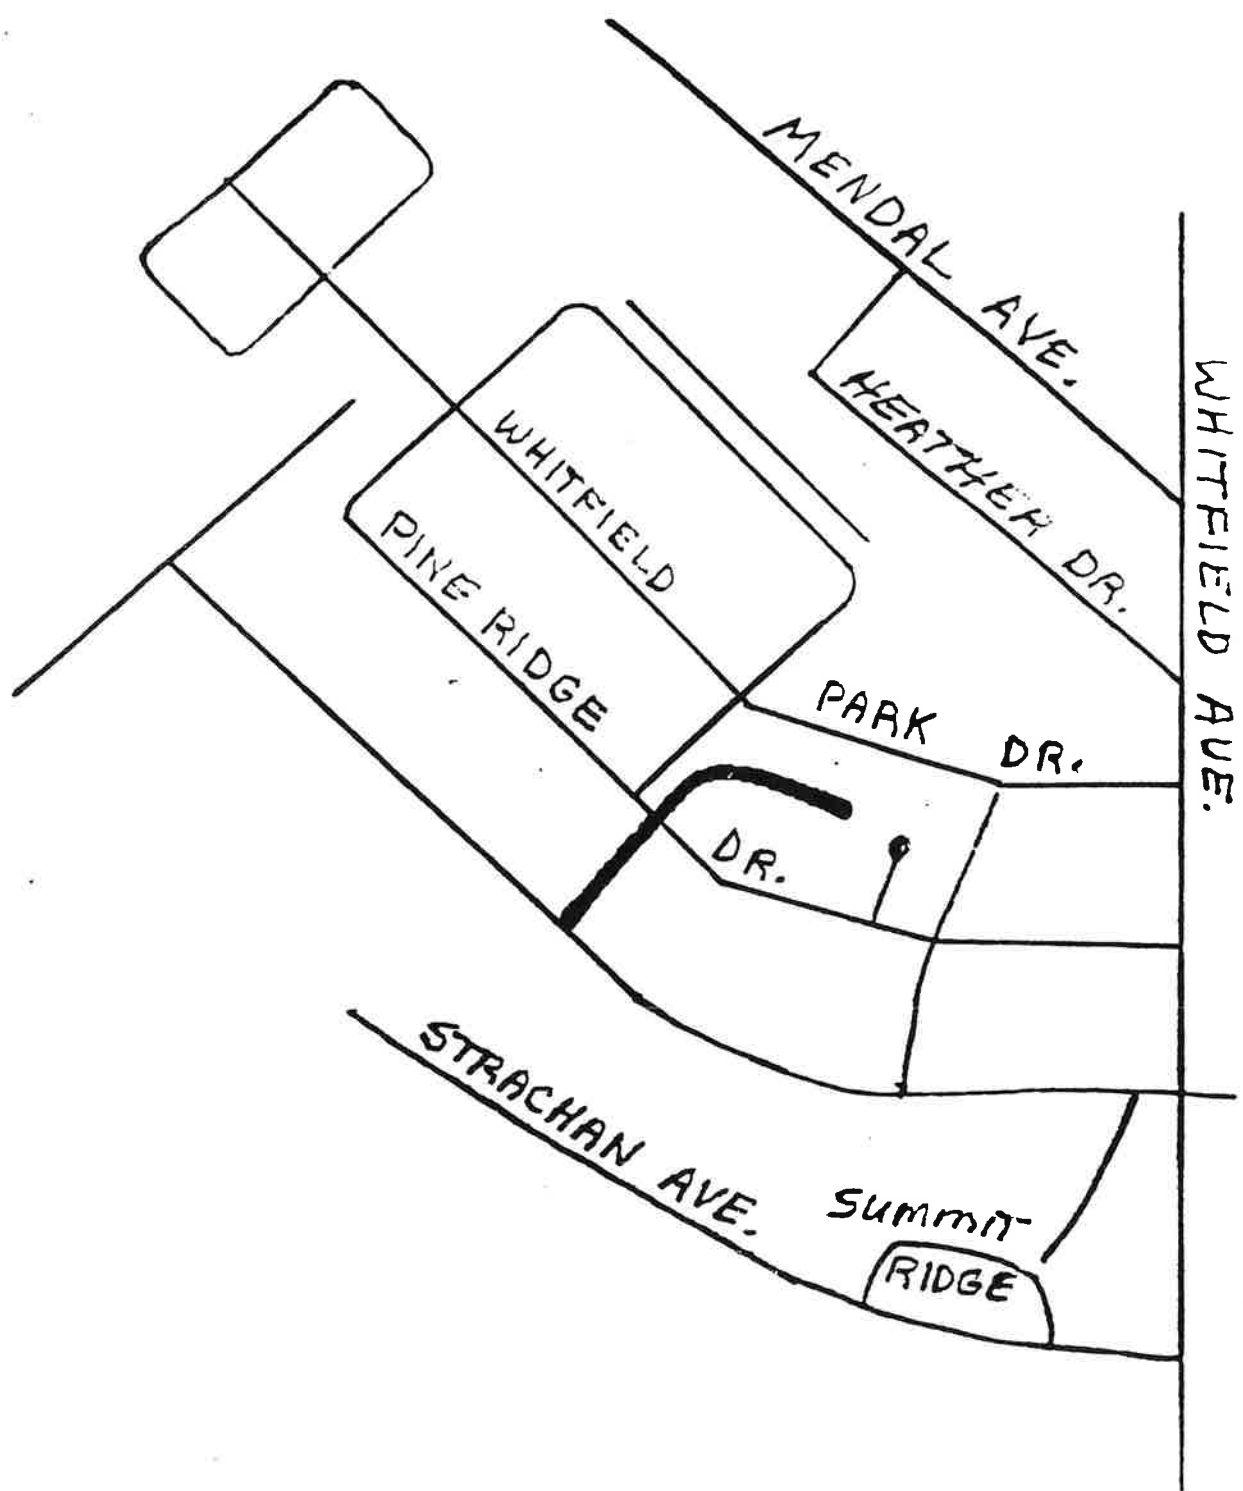 MENDAL AVE.
HEATHER DR.
WHITFIELD AVE.
WHITFIELD
PARK DR.
PINE RIDGE
DR.
STRACHAN AVE.
SUMMIT
RIDGE